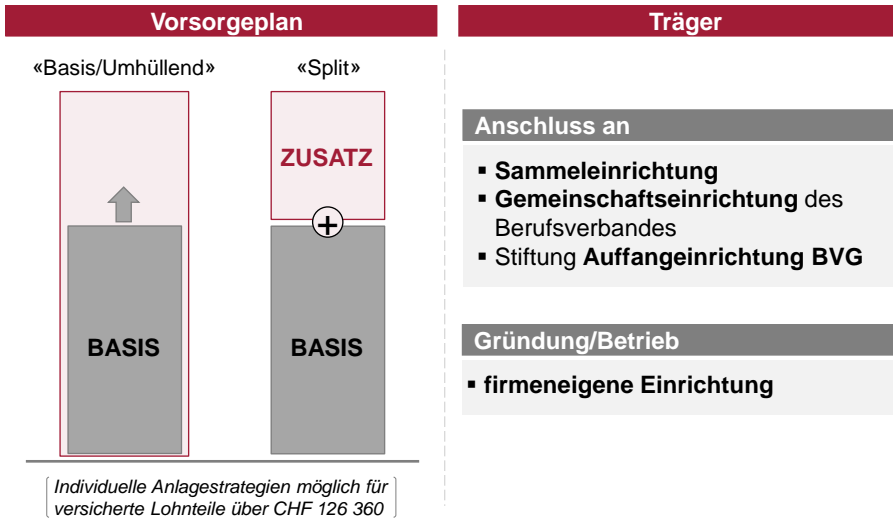 Vorsorgeplan
«Basis/Umhüllend»
«Split»
ZUSATZ
+
BASIS
BASIS
Individuelle Anlagestrategien möglich für
versicherte Lohnteile über CHF 126 360
Träger
Anschluss an
▪ Sammeleinrichtung
▪ Gemeinschaftseinrichtung des
Berufsverbandes
▪ Stiftung Auffangeinrichtung BVG
Gründung/Betrieb
▪ firmeneigene Einrichtung